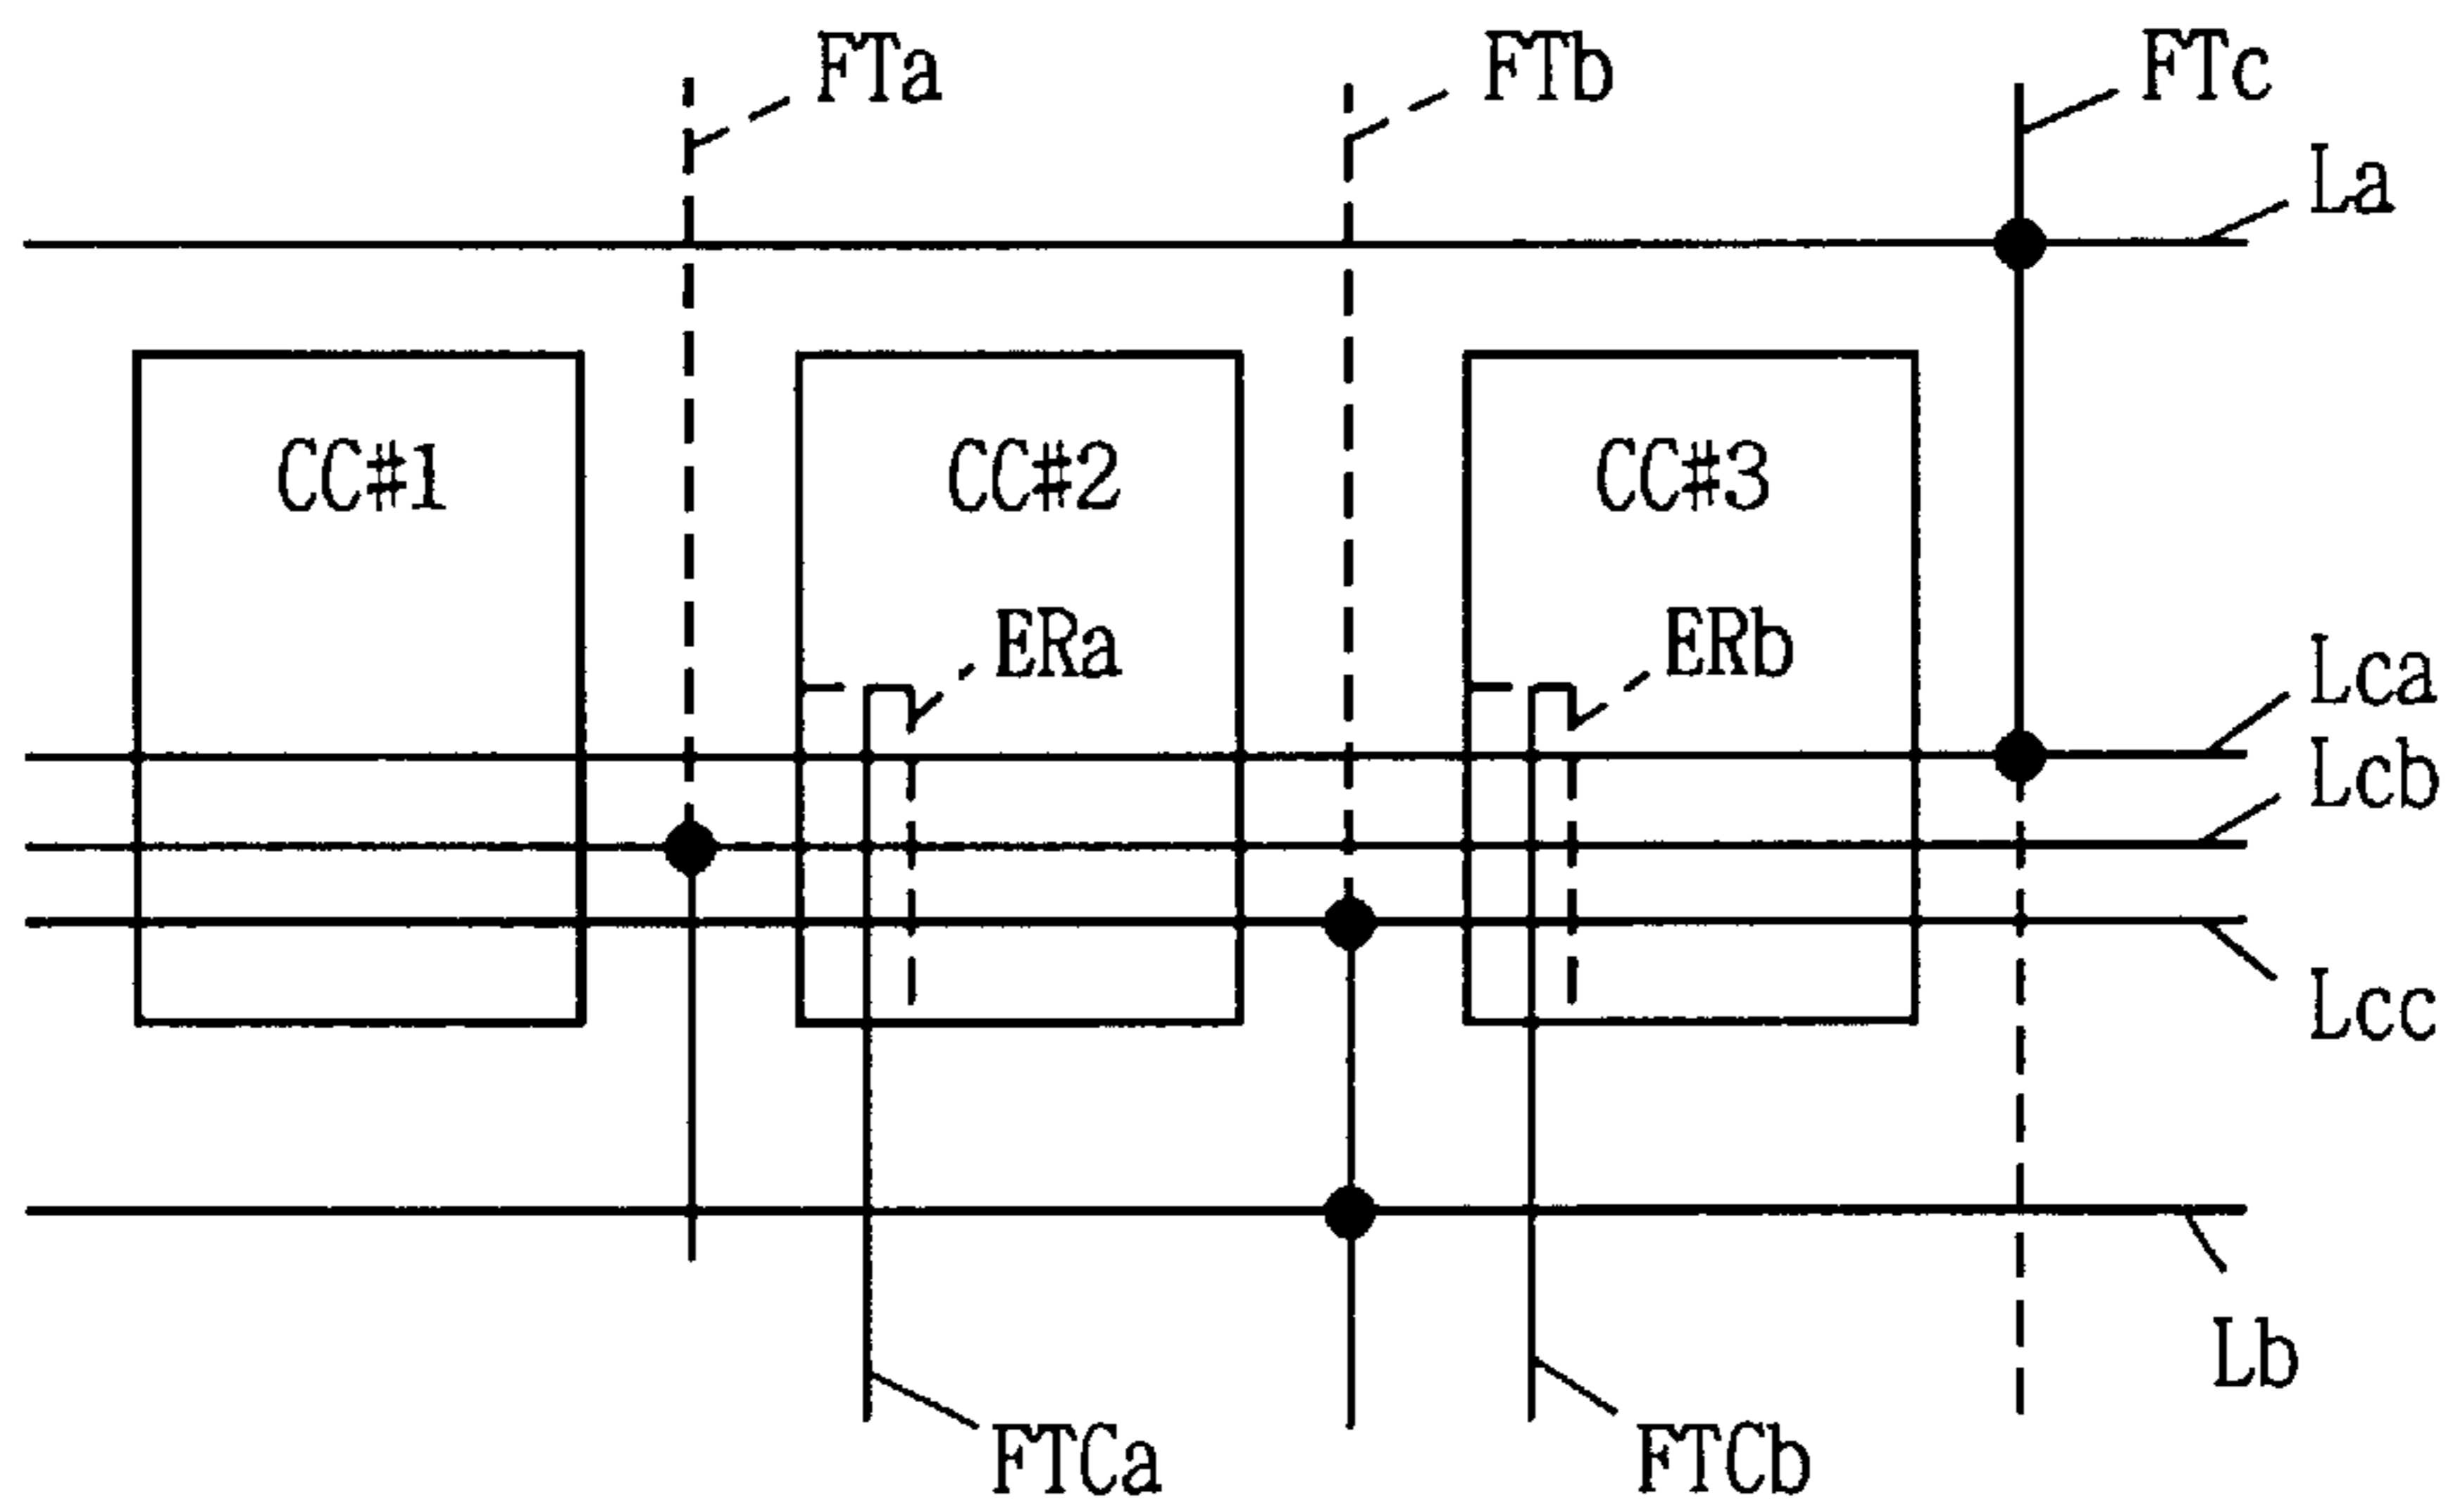 FTa FTb FTc
La
CC#1 CC#2 CC#3
ERa ERb
Lca
Lcb
Lcc
Lb
FTCa FTCb